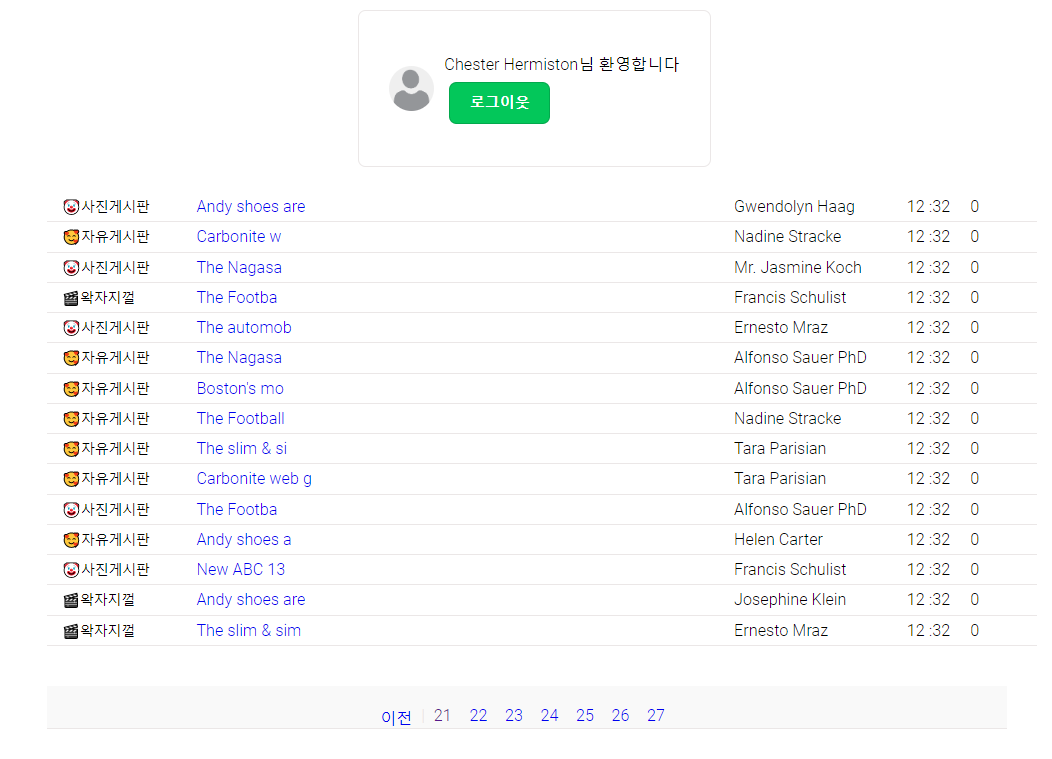 Chester Hermiston님 환영합니다
로그이웃
사진게시판 Andy shoes are Gwendolyn Haag 12 :32 0
자유게시판 Carbonite w Nadine Stracke 12 :32 0
사진게시판 The Nagasa Mr. Jasmine Koch 12 :32 0
왁자지껄 The Footba Francis Schulist 12 :32 0
사진게시판 The automob Ernesto Mraz 12 :32 0
자유게시판 The Nagasa Alfonso Sauer PhD 12 :32 0
자유게시판 Boston's mo Alfonso Sauer PhD 12 :32 0
자유게시판 The Football Nadine Stracke 12 :32 0
자유게시판 The slim & si Tara Parisian 12 :32 0
자유게시판 Carbonite web g Tara Parisian 12 :32 0
사진게시판 The Footba Alfonso Sauer PhD 12 :32 0
자유게시판 Andy shoes a Helen Carter 12 :32 0
사진게시판 New ABC 13 Francis Schulist 12 :32 0
왁자지껄 Andy shoes are Josephine Klein 12 :32 0
왁자지껄 The slim & sim Ernesto Mraz 12 :32 0
이전 21 22 23 24 25 26 27